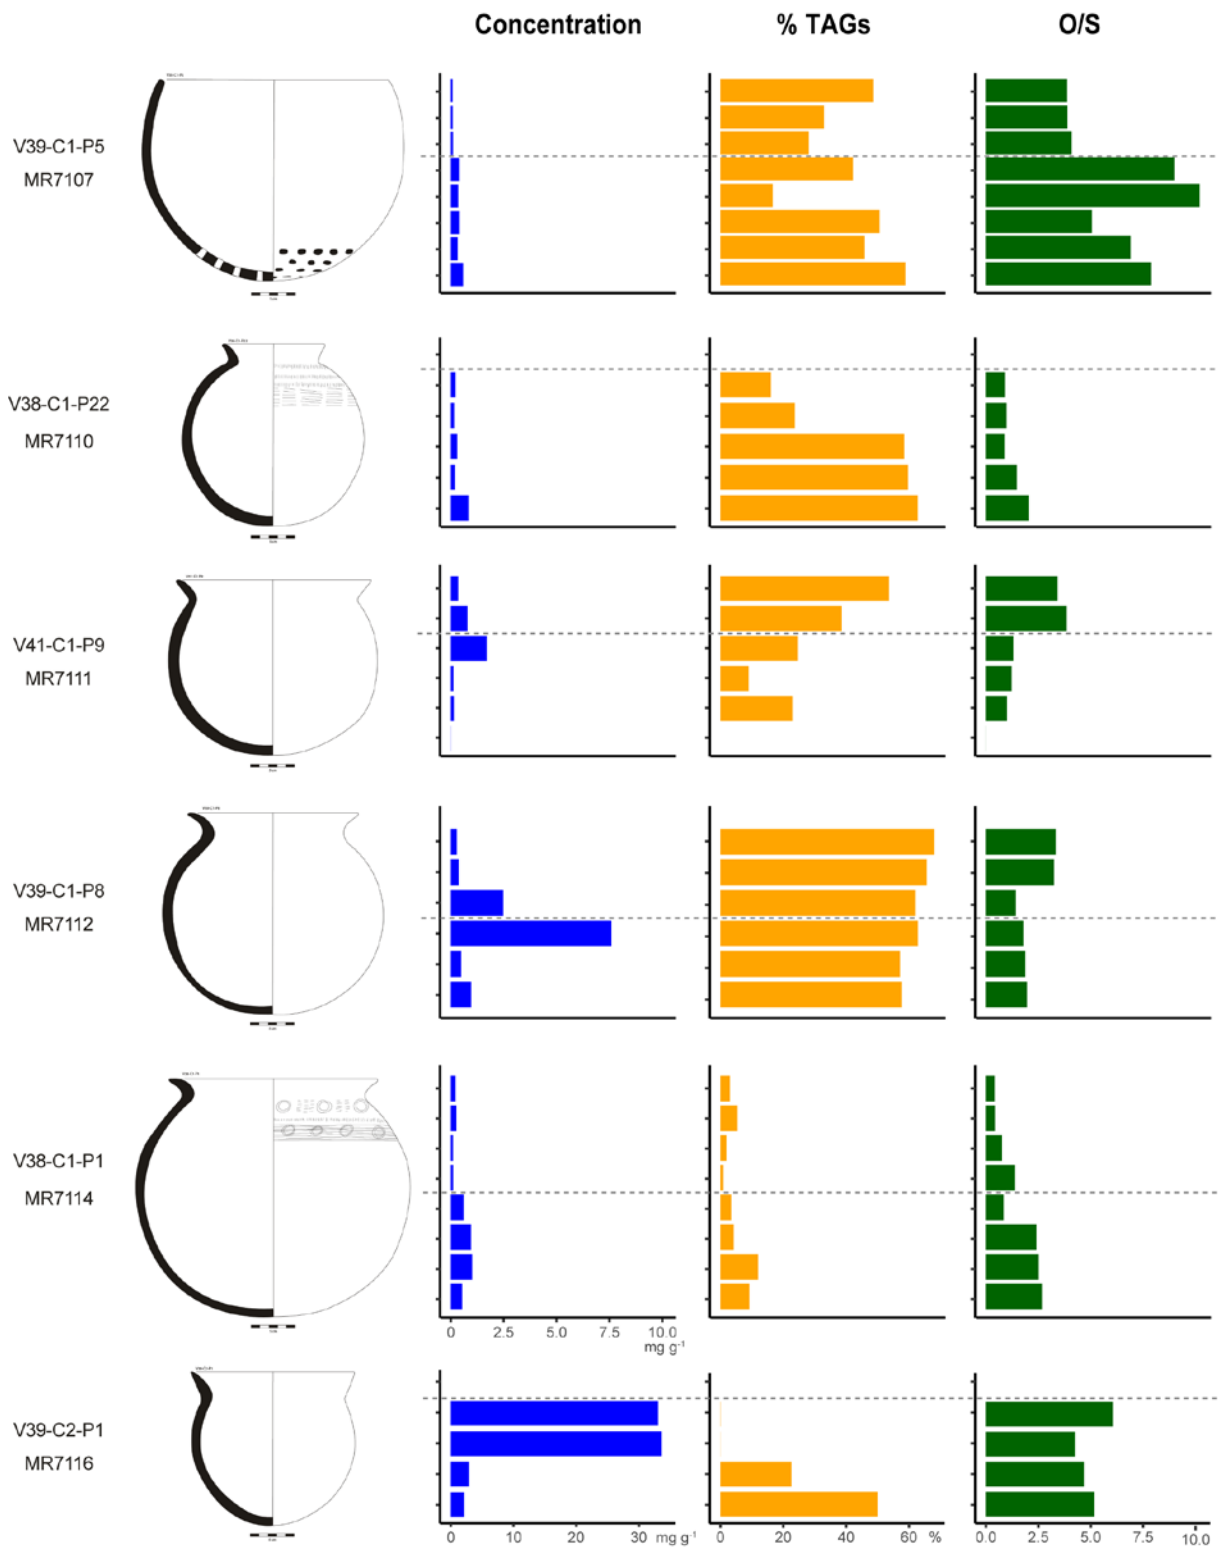 Concentration % TAGs O/S
V39-C1-P5
MR7107
V38-C1-P22
MR7110
V41-C1-P9
MR7111
V39-C1-P8
MR7112
V38-C1-P1
MR7114
0 2.5 5.0 7.5 10.0
mg g⁻¹
V39-C2-P1
MR7116
0 10 20 30 mg g⁻¹ 0 20 40 60 % 0.0 2.5 5.0 7.5 10.0